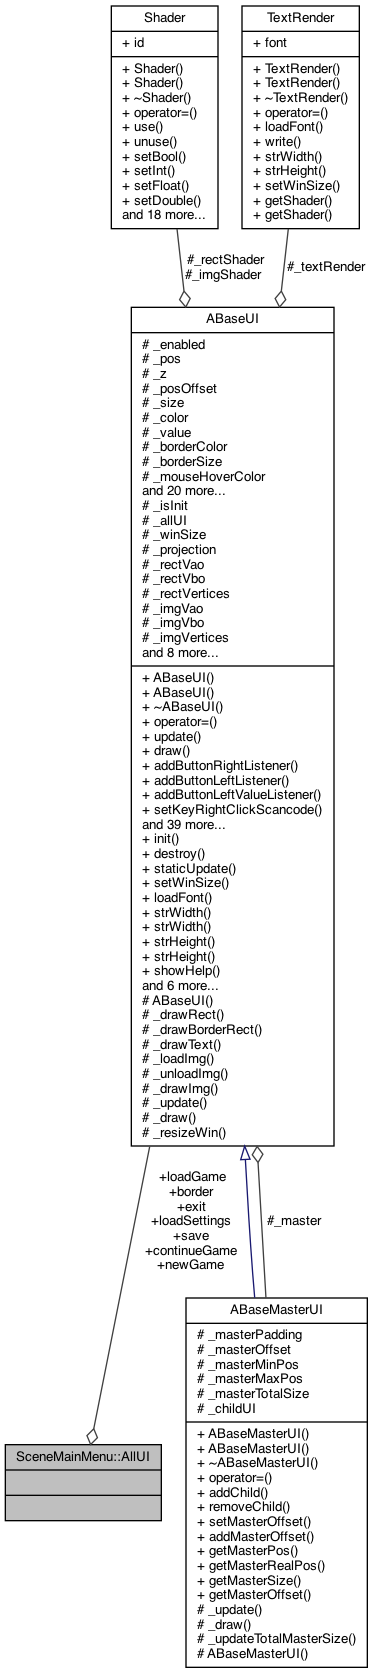 Shader
+ id
+ Shader()
+ Shader()
+ ~Shader()
+ operator=()
+ use()
+ unuse()
+ setBool()
+ setInt()
+ setFloat()
+ setDouble()
and 18 more...
TextRender
+ font
+ TextRender()
+ TextRender()
+ ~TextRender()
+ operator=()
+ loadFont()
+ write()
+ strWidth()
+ strHeight()
+ setWinSize()
+ getShader()
+ getShader()
#_rectShader
#_imgShader
#_textRender
ABaseUI
# _enabled
# _pos
# _z
# _posOffset
# _size
# _color
# _value
# _borderColor
# _borderSize
# _mouseHoverColor
and 20 more...
# _isInit
# _allUI
# _winSize
# _projection
# _rectVao
# _rectVbo
# _rectVertices
# _imgVao
# _imgVbo
# _imgVertices
and 8 more...
+ ABaseUI()
+ ABaseUI()
+ ~ABaseUI()
+ operator=()
+ update()
+ draw()
+ addButtonRightListener()
+ addButtonLeftListener()
+ addButtonLeftValueListener()
+ setKeyRightClickScancode()
and 39 more...
+ init()
+ destroy()
+ staticUpdate()
+ setWinSize()
+ loadFont()
+ strWidth()
+ strWidth()
+ strHeight()
+ strHeight()
+ showHelp()
and 6 more...
# ABaseUI()
# _drawRect()
# _drawBorderRect()
# _drawText()
# _loadImg()
# _unloadImg()
# _drawImg()
# _update()
# _draw()
# _resizeWin()
+loadGame
+border
+exit
+loadSettings
+save
+continueGame
+newGame
#_master
ABaseMasterUI
# _masterPadding
# _masterOffset
# _masterMinPos
# _masterMaxPos
# _masterTotalSize
# _childUI
+ ABaseMasterUI()
+ ABaseMasterUI()
+ ~ABaseMasterUI()
+ operator=()
+ addChild()
+ removeChild()
+ setMasterOffset()
+ addMasterOffset()
+ getMasterPos()
+ getMasterRealPos()
+ getMasterSize()
+ getMasterOffset()
# _update()
# _draw()
# _updateTotalMasterSize()
# ABaseMasterUI()
SceneMainMenu::AllUI